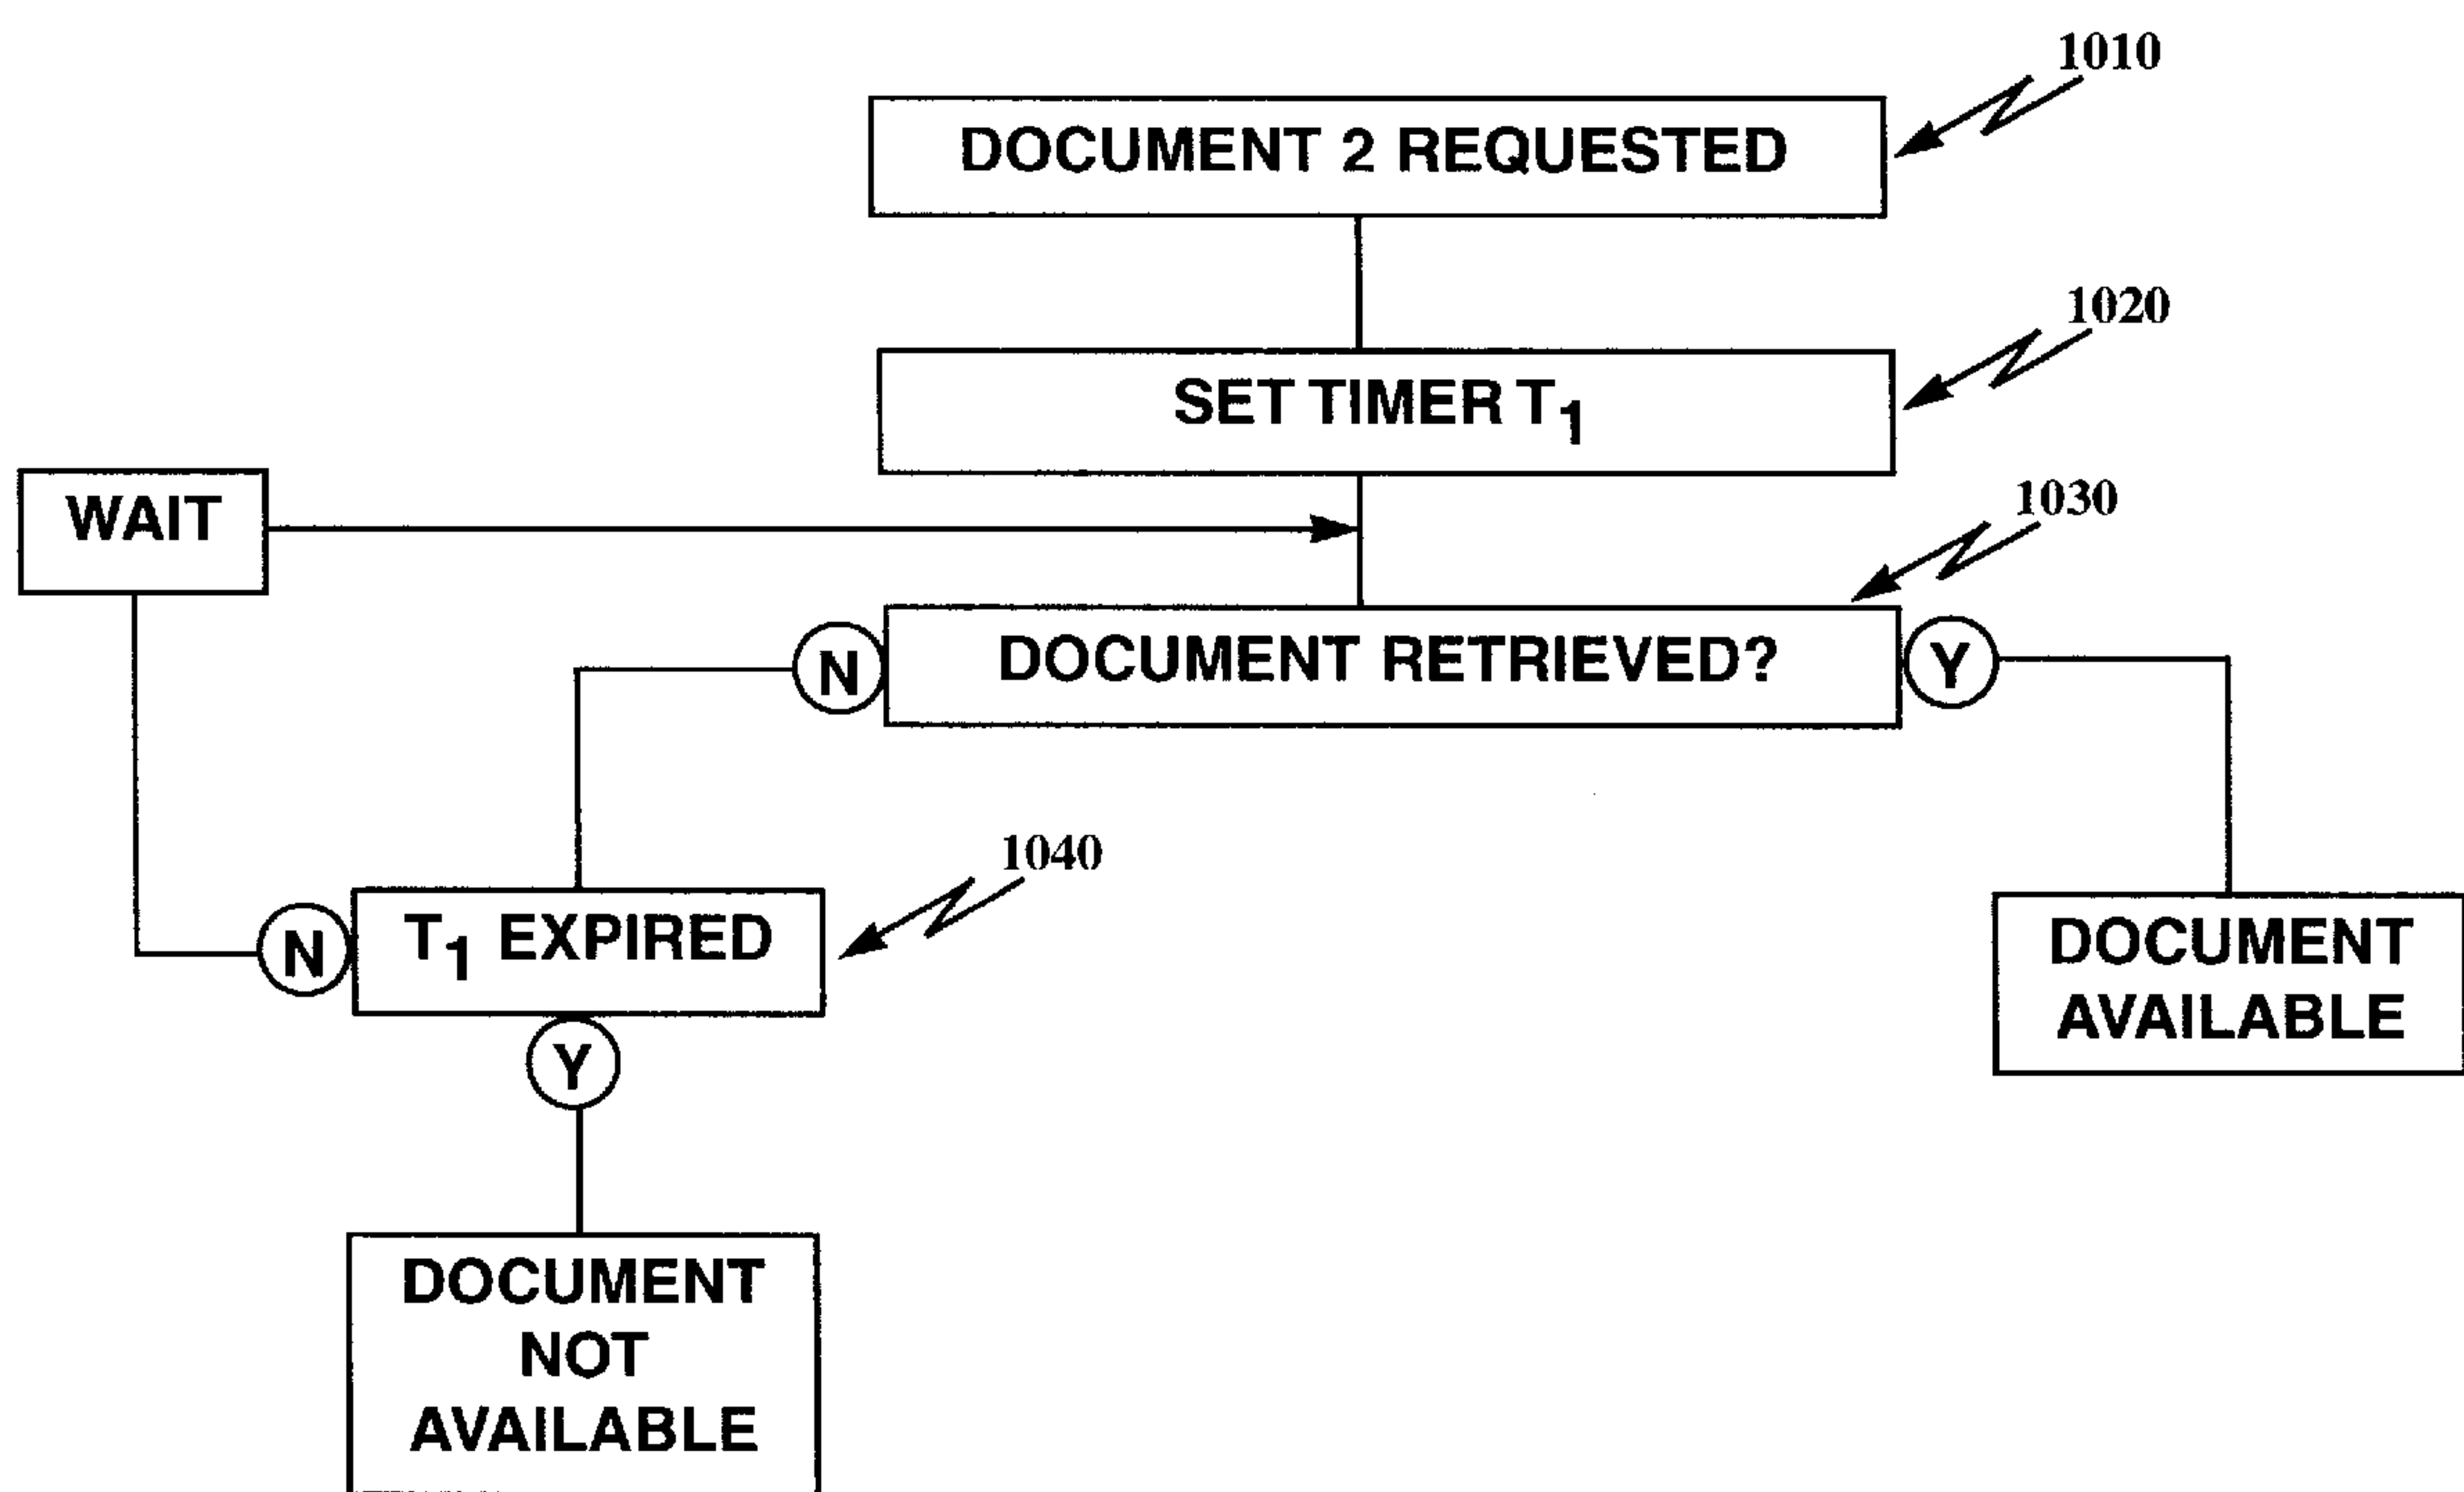 1010
DOCUMENT 2 REQUESTED
1020
SET TIMER T1
WAIT
1030
N
DOCUMENT RETRIEVED?
Y
1040
N
T1 EXPIRED
DOCUMENT
AVAILABLE
Y
DOCUMENT
NOT
AVAILABLE